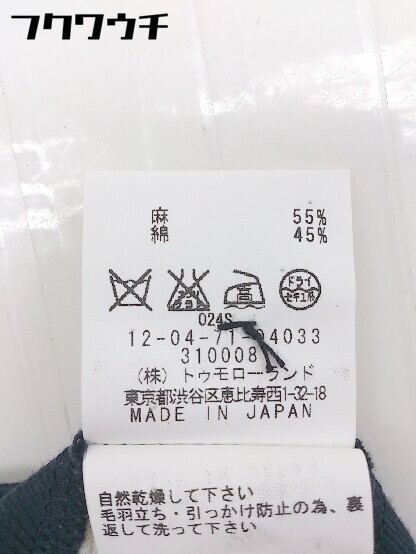 フクワウチ
麻 55%
綿 45%
高
ドライ
セキユ系
024S
12-04-71-04033
310008
(株) トゥモローランド
東京都渋谷区恵比寿西1-32-18
MADE IN JAPAN
自然乾燥して下さい
毛羽立ち・引っかけ防止の為、裏
返して洗って下さい